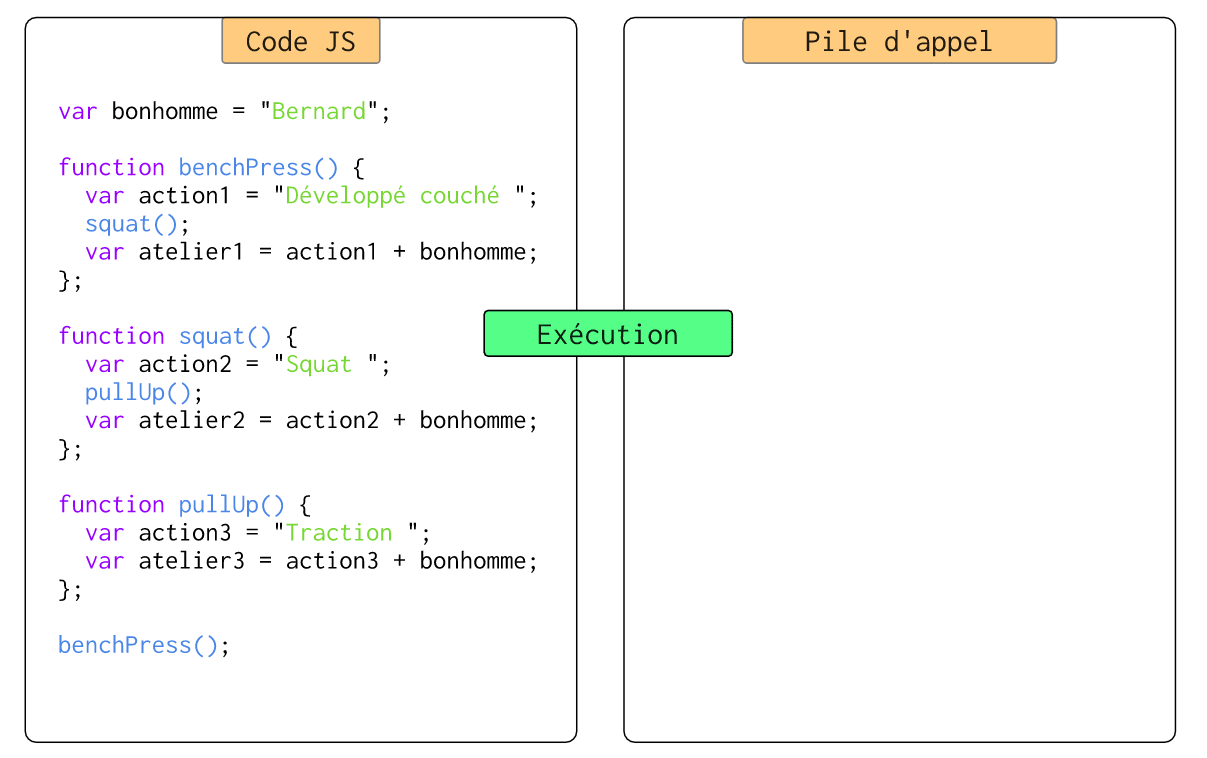 Code JS
var bonhomme = "Bernard";
function benchPress() {
var action1 = "Développé couché ";
squat();
var atelier1 = action1 + bonhomme;
};
function squat() {
var action2 = "Squat ";
pullUp();
var atelier2 = action2 + bonhomme;
};
function pullUp() {
var action3 = "Traction ";
var atelier3 = action3 + bonhomme;
};
benchPress();
Exécution
Pile d'appel